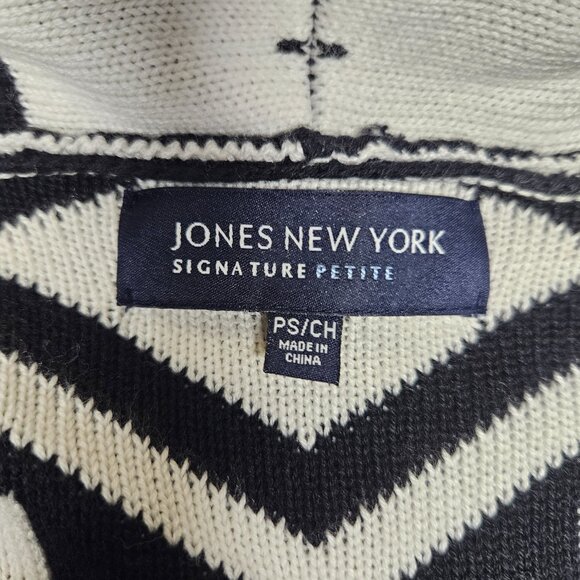 JONES NEW YORK
SIGNATURE PETITE
PS/CH
MADE IN
CHINA